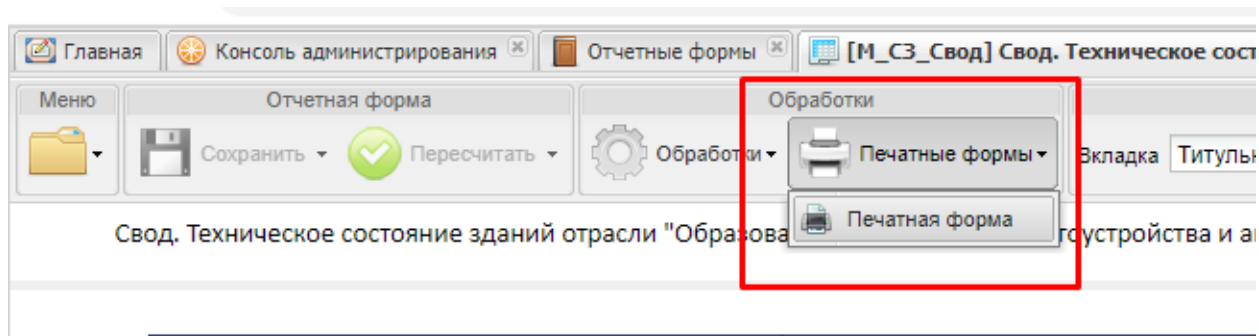 Главная Консоль администрирования Отчетные формы [М_СЗ_Свод] Свод. Техническое сост
Меню Отчетная форма Обработки
Сохранить Пересчитать Обработки Печатные формы Вкладка Титульн
Печатная форма
Свод. Техническое состояние зданий отрасли "Образова гоустройства и а